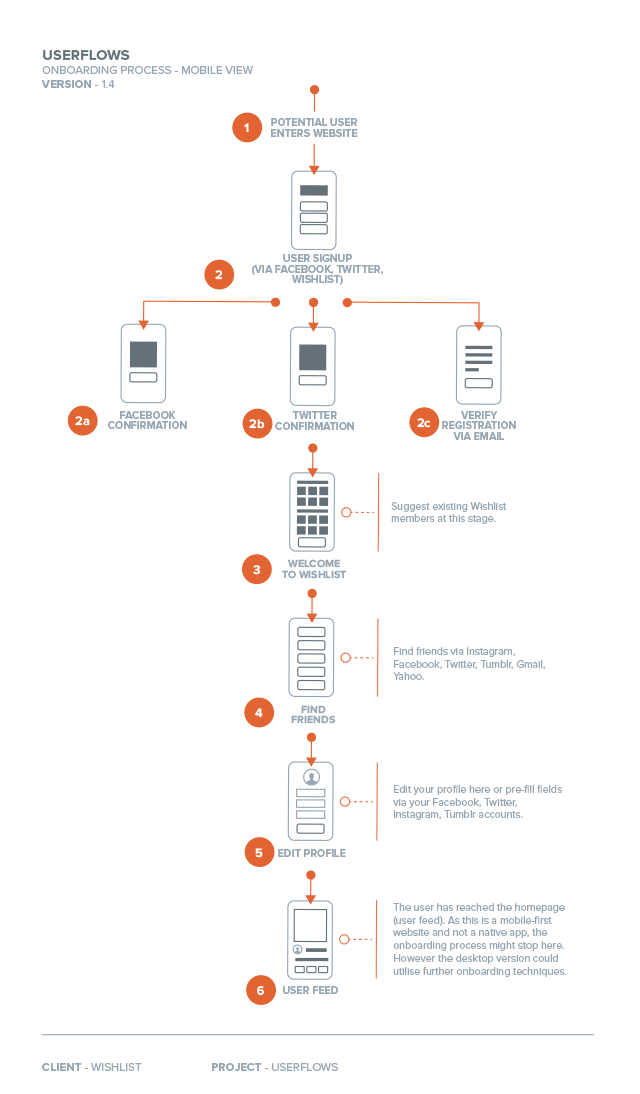 USERFLOWS
ONBOARDING PROCESS - MOBILE VIEW
VERSION - 1.4
1
POTENTIAL USER
ENTERS WEBSITE
2
USER SIGNUP
(VIA FACEBOOK, TWITTER,
WISHLIST)
2a
FACEBOOK
CONFIRMATION
2b
TWITTER
CONFIRMATION
2c
VERIFY
REGISTRATION
VIA EMAIL
Suggest existing Wishlist
members at this stage.
3
WELCOME
TO WISHLIST
Find friends via Instagram,
Facebook, Twitter, Tumblr, Gmail,
Yahoo.
4
FIND
FRIENDS
Edit your profile here or pre-fill fields
via your Facebook, Twitter,
Instagram, Tumblr accounts.
5
EDIT PROFILE
The user has reached the homepage
(user feed). As this is a mobile-first
website and not a native app, the
onboarding process might stop here.
However the desktop version could
utilise further onboarding techniques.
6
USER FEED
CLIENT - WISHLIST
PROJECT - USERFLOWS